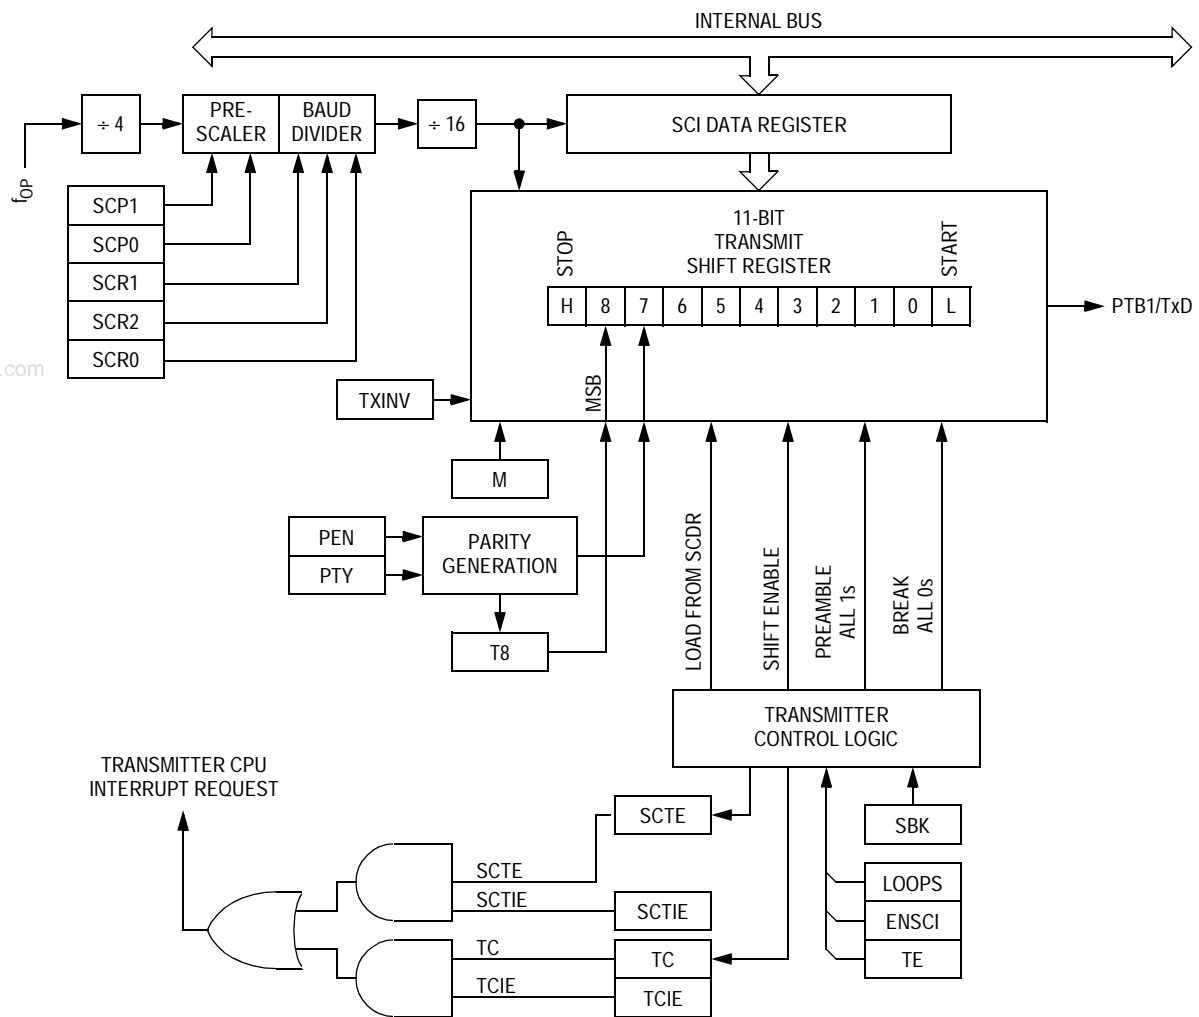 INTERNAL BUS
÷ 4
PRE-
SCALER
BAUD
DIVIDER
÷ 16
SCI DATA REGISTER
fOP
SCP1
SCP0
SCR1
SCR2
SCR0
11-BIT
TRANSMIT
SHIFT REGISTER
STOP
START
H 8 7 6 5 4 3 2 1 0 L
PTB1/TxD
.com
TXINV
MSB
M
PEN
PTY
PARITY
GENERATION
T8
LOAD FROM SCDR
SHIFT ENABLE
PREAMBLE
ALL 1s
BREAK
ALL 0s
TRANSMITTER
CONTROL LOGIC
TRANSMITTER CPU
INTERRUPT REQUEST
SCTE
SBK
SCTE
SCTIE
SCTIE
LOOPS
ENSCI
TE
TC
TC
TCIE
TCIE